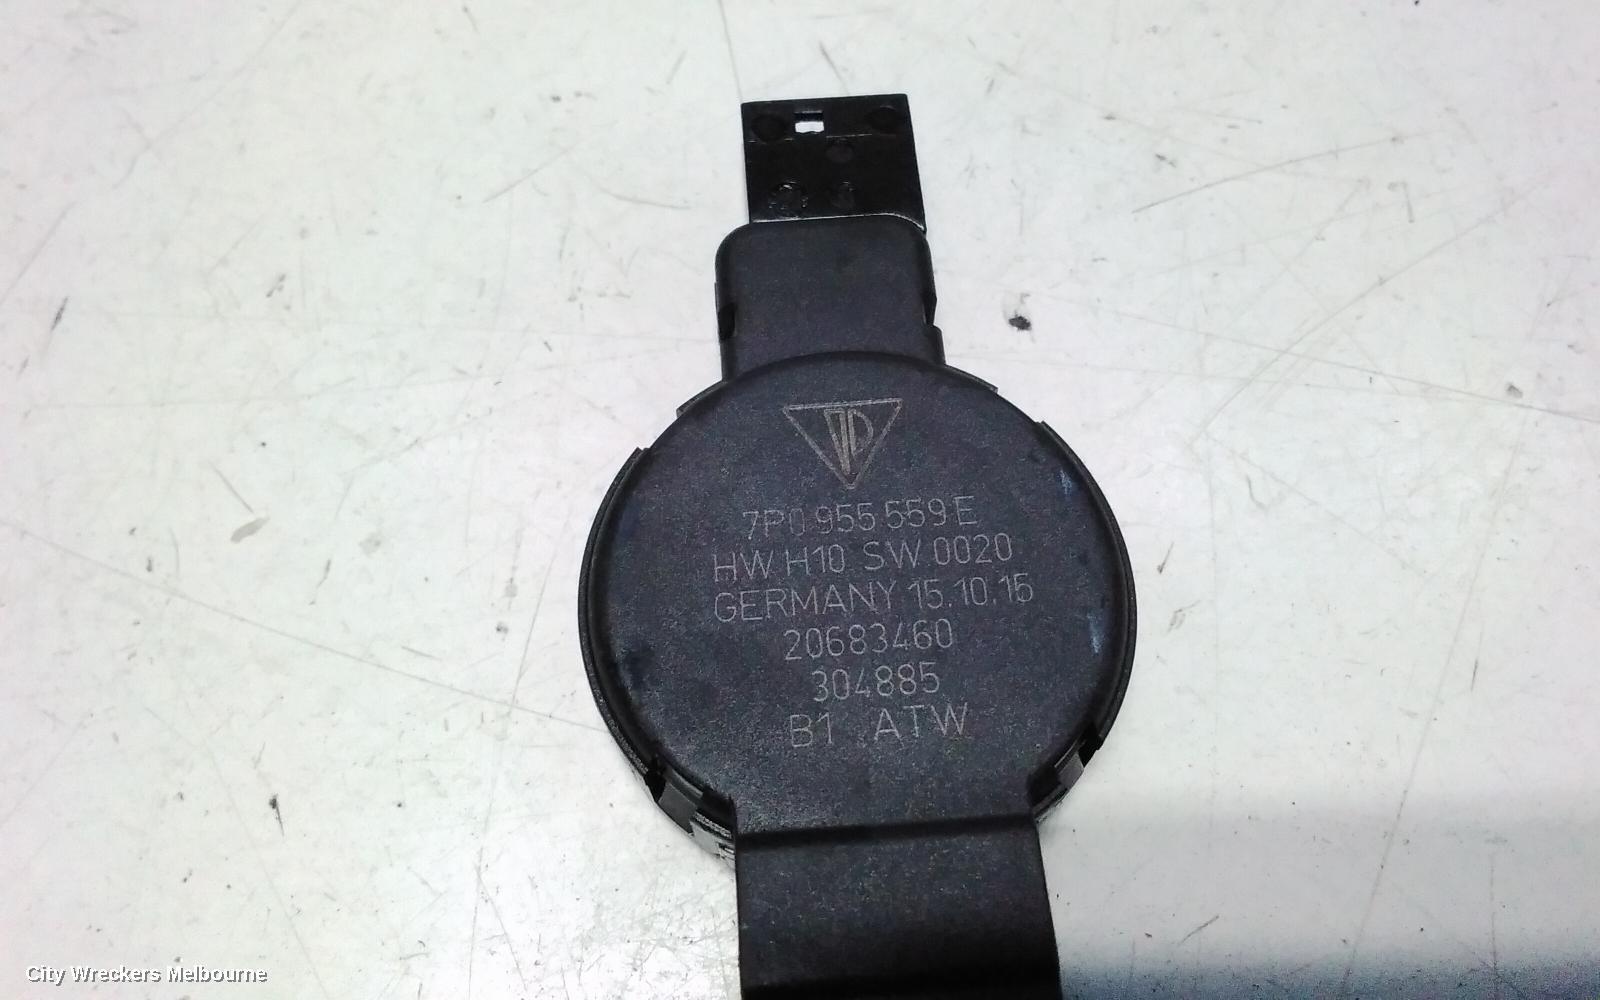 7P0 955 559 E
HW H10 SW 0020
GERMANY 15.10.15
20683460
304885
B1 ATW
City Wreckers Melbourne